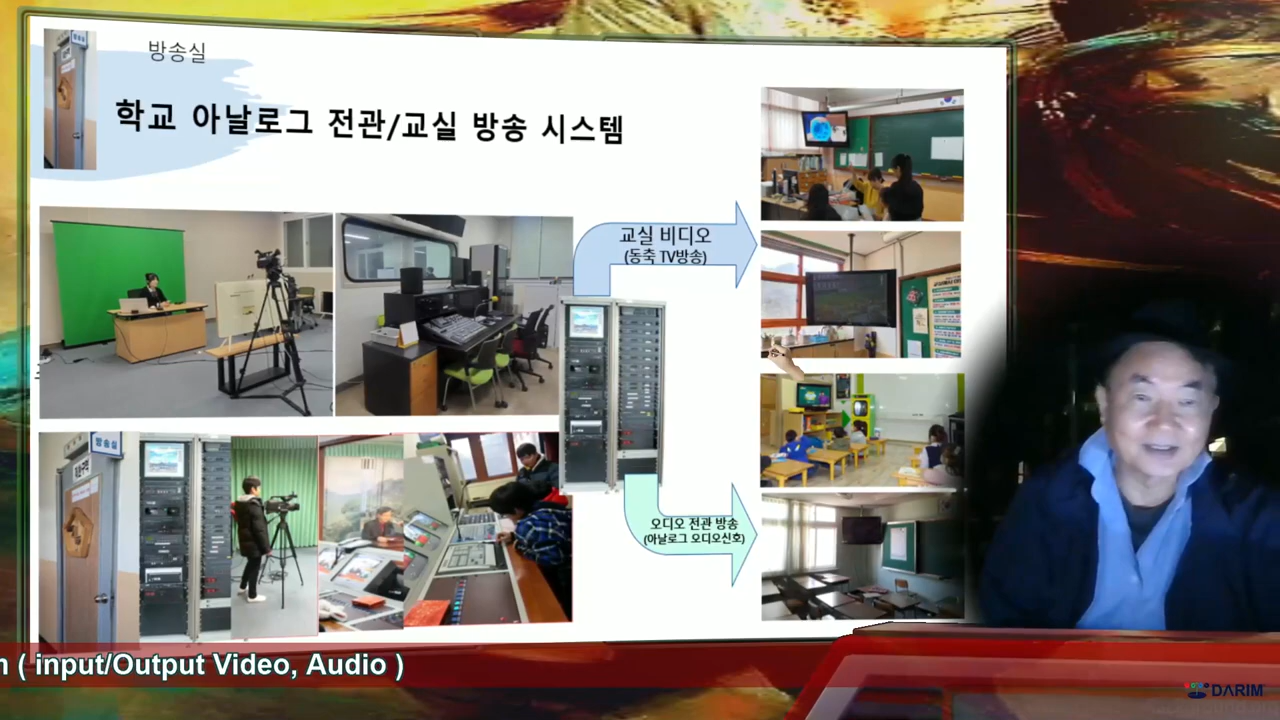 방송실
학교 아날로그 전관/교실 방송 시스템
교실 비디오
(동축 TV방송)
방송실
오디오 전관 방송
(아날로그 오디오신호)
n ( input/Output Video, Audio )
DARIM